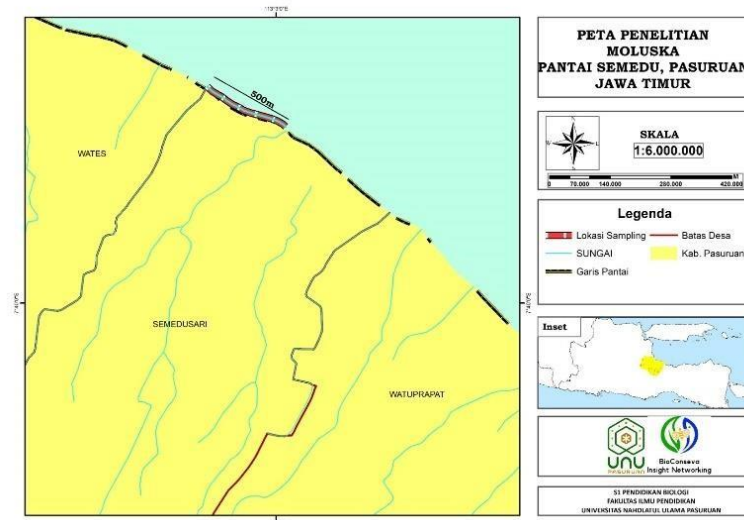 PETA PENELITIAN
MOLUSKA
PANTAI SEMEDU, PASURUAN
JAWA TIMUR
SKALA
1:6.000.000
0 70.000 140.000 280.000 420.000
M
Legenda
Lokasi Sampling
Batas Desa
SUNGAI
Kab. Pasuruan
Garis Pantai
Inset
UNU
PASURUAN
BioConseva
Insight Networking
S1 PENDIDIKAN BIOLOGI
FAKULTAS ILMU PENDIDIKAN
UNIVERSITAS NAHDLATUL ULAMA PASURUAN
500m
WATES
SEMEDUSARI
WATUPRAPAT